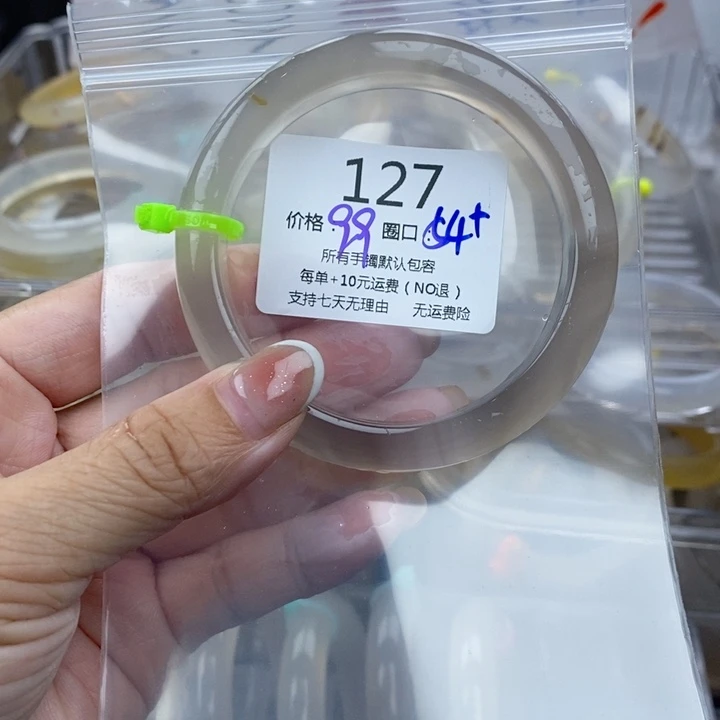 127
价格:99 圈口:54+
所有手镯默认包容
每单+10元运费(NO退)
支持七天无理由 无运费险